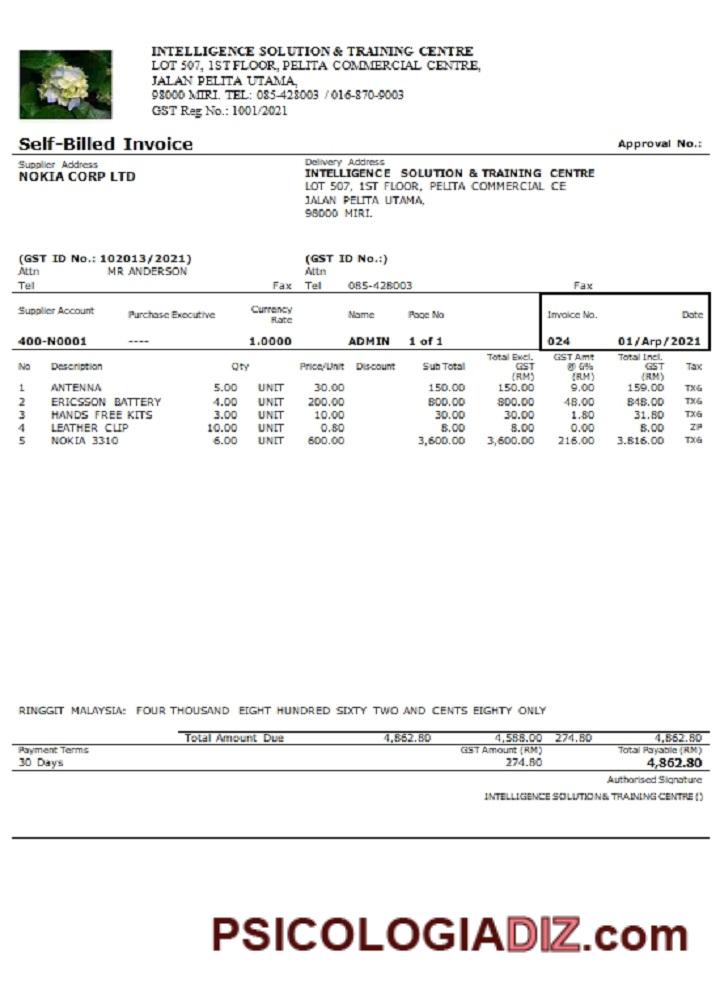 INTELLIGENCE SOLUTION & TRAINING CENTRE
LOT 507, 1ST FLOOR, PELITA COMMERCIAL CENTRE,
JALAN PELITA UTAMA,
98000 MIRI. TEL: 085-428003 / 016-870-9003
GST Reg No.: 1001/2021
Self-Billed Invoice Approval No.:
Supplier Address Delivery Address
NOKIA CORP LTD INTELLIGENCE SOLUTION & TRAINING CENTRE
LOT 507, 1ST FLOOR, PELITA COMMERCIAL CE
JALAN PELITA UTAMA,
98000 MIRI.
(GST ID No.: 102013/2021) (GST ID No.:)
Attn MR ANDERSON Attn
Tel Fax Tel 085-428003 Fax
Supplier Account Purchase Executive Currency Rate Name Page No Invoice No. Date
400-N0001 ---- 1.0000 ADMIN 1 of 1 024 01/Arp/2021
No Description Qty Price/Unit Discount Sub Total Total Excl. GST (RM) GST Amt @ 6% (RM) Total Incl. GST (RM) Tax
1 ANTENNA 5.00 UNIT 30.00 150.00 150.00 9.00 159.00 TX6
2 ERICSSON BATTERY 4.00 UNIT 200.00 800.00 800.00 48.00 848.00 TX6
3 HANDS FREE KITS 3.00 UNIT 10.00 30.00 30.00 1.80 31.80 TX6
4 LEATHER CLIP 10.00 UNIT 0.80 8.00 8.00 0.00 8.00 ZP
5 NOKIA 3310 6.00 UNIT 600.00 3,600.00 3,600.00 216.00 3.816.00 TX6
RINGGIT MALAYSIA: FOUR THOUSAND EIGHT HUNDRED SIXTY TWO AND CENTS EIGHTY ONLY
Total Amount Due 4,862.80 4,588.00 274.80 4,862.80
Payment Terms GST Amount (RM) Total Payable (RM)
30 Days 274.80 4,862.80
Authorised Signature
INTELLIGENCE SOLUTION & TRAINING CENTRE ()
PSICOLOGIADIZ.com